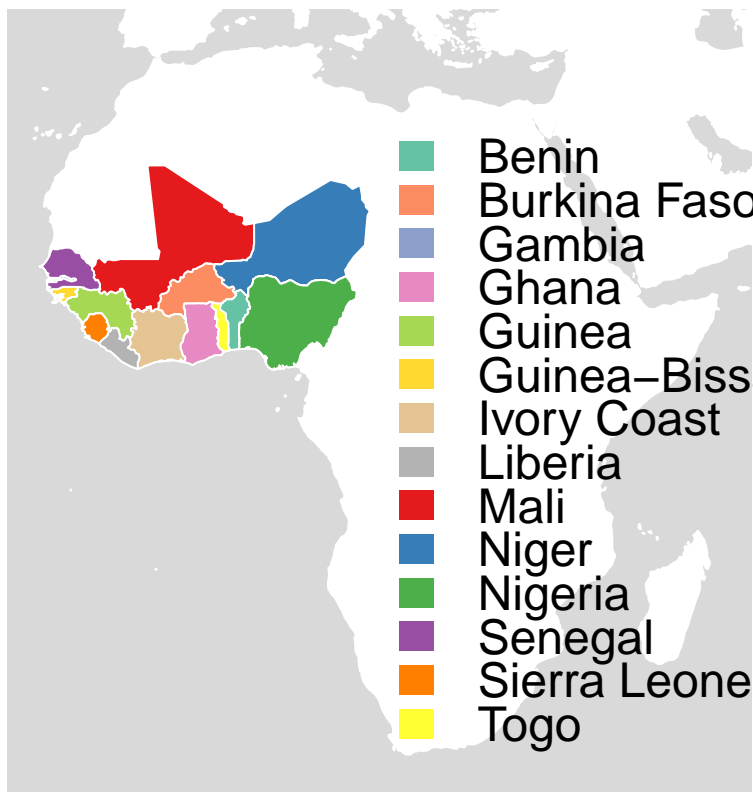 Benin
Burkina Faso
Gambia
Ghana
Guinea
Guinea−Biss
Ivory Coast
Liberia
Mali
Niger
Nigeria
Senegal
Sierra Leone
Togo